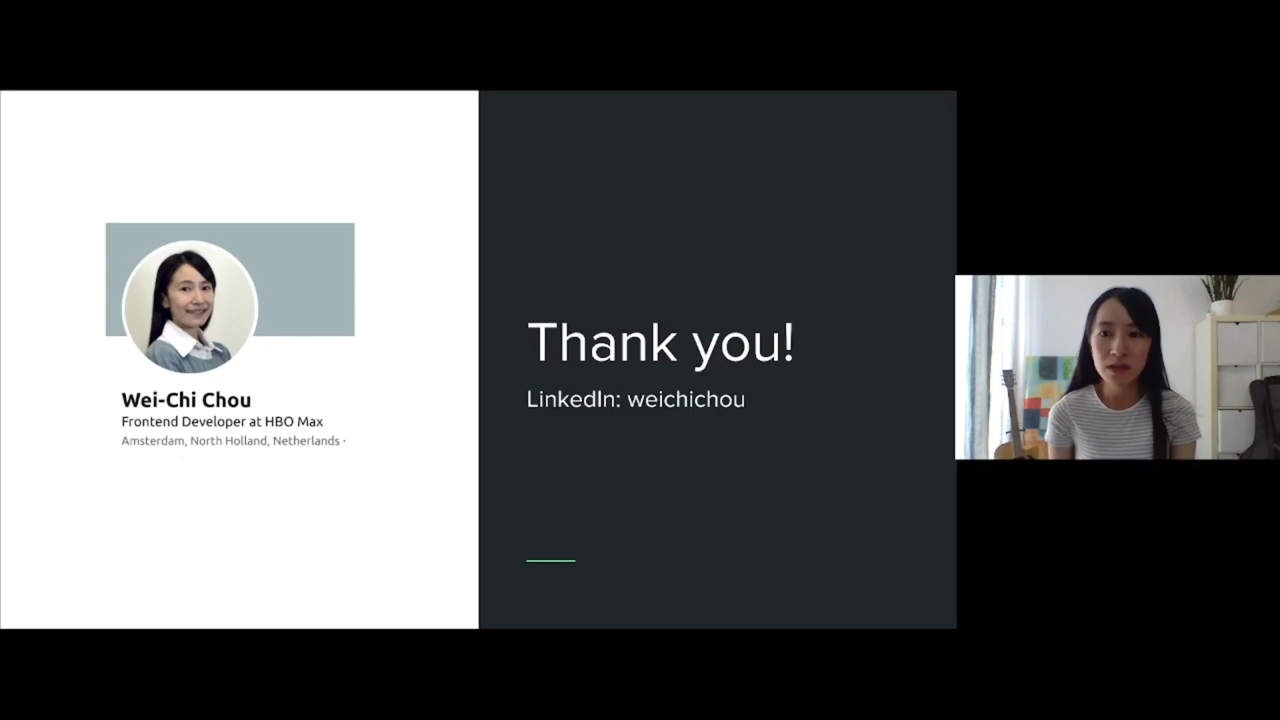 Wei-Chi Chou
Frontend Developer at HBO Max
Amsterdam, North Holland, Netherlands ·
Thank you!
LinkedIn: weichichou